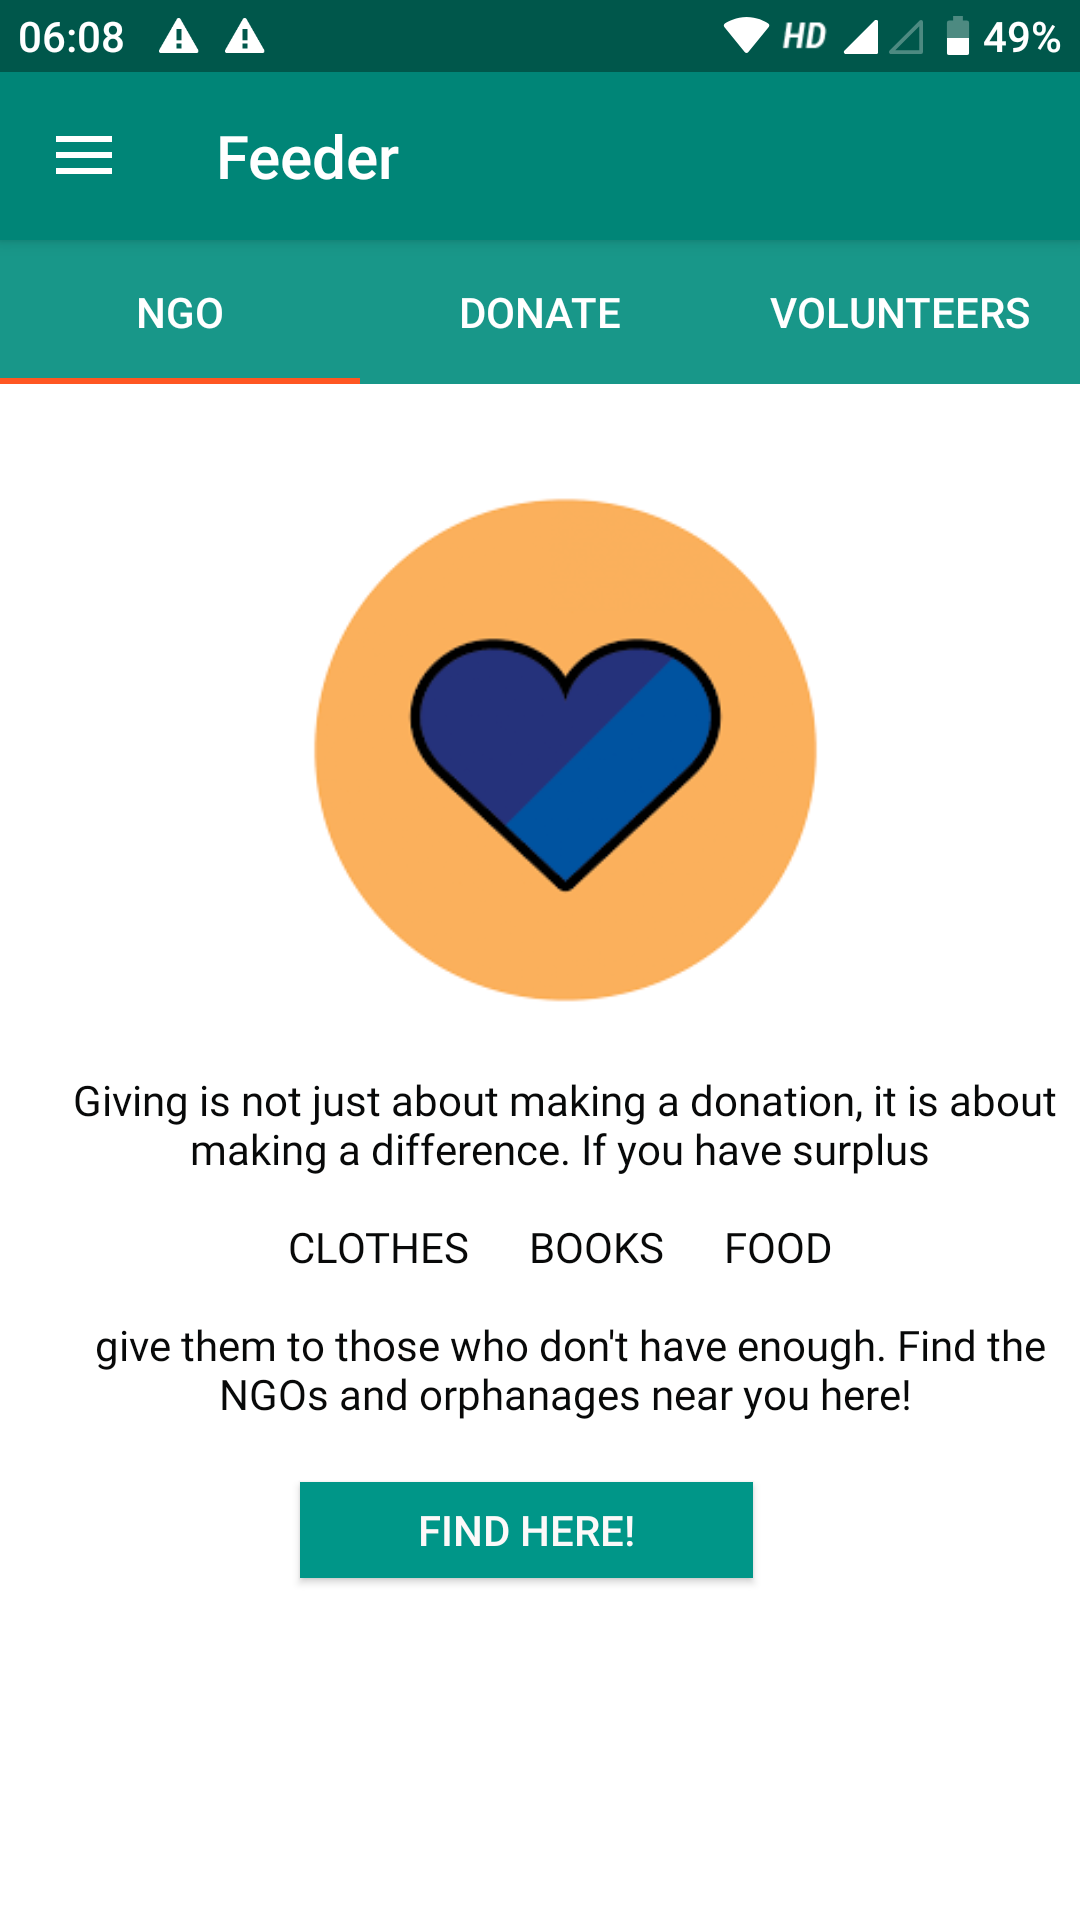 06:08 HD 49%
Feeder
NGO DONATE VOLUNTEERS
Giving is not just about making a donation, it is about
making a difference. If you have surplus
CLOTHES BOOKS FOOD
give them to those who don't have enough. Find the
NGOs and orphanages near you here!
FIND HERE!